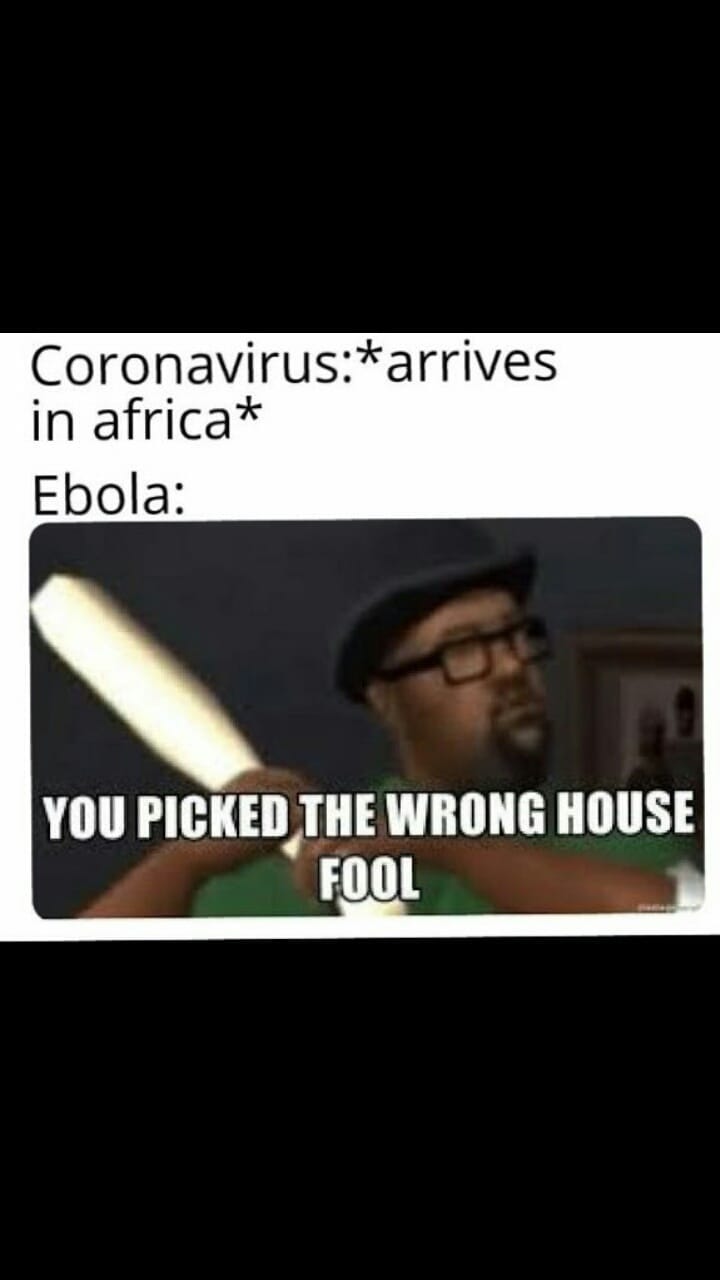 Coronavirus:*arrives
in africa*
Ebola:
YOU PICKED THE WRONG HOUSE
FOOL